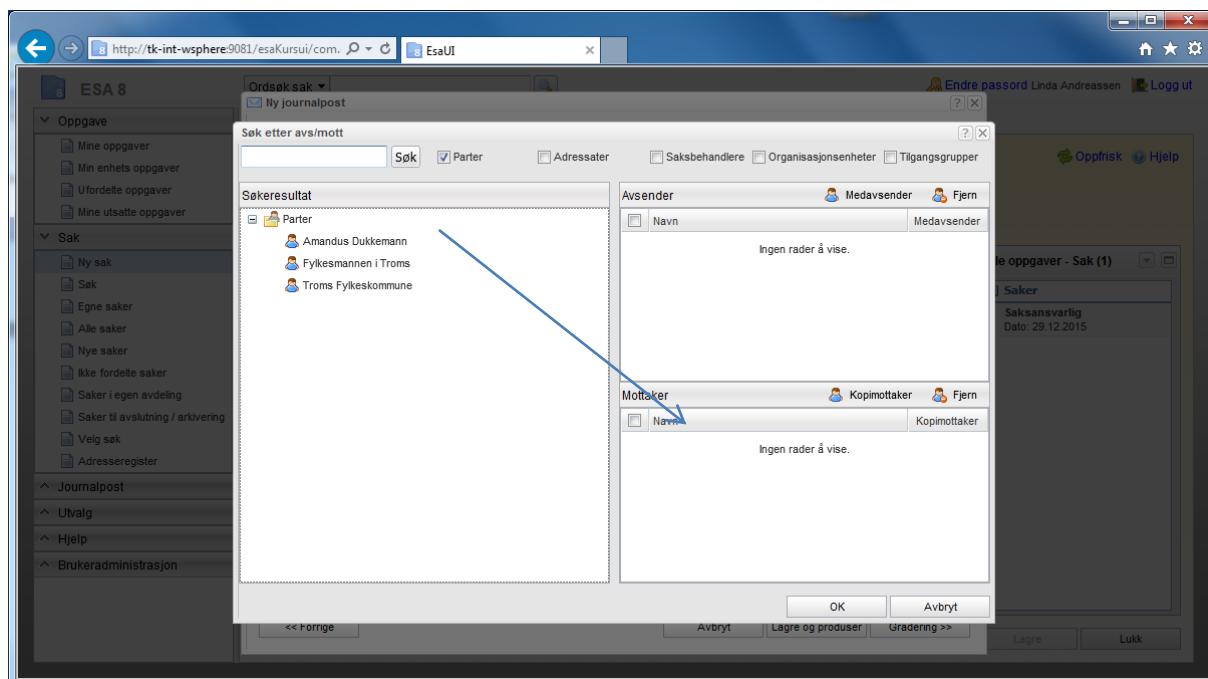 http://tk-int-wsphere:9081/esaKursui/com.
EsaUI
ESA 8
Ordsøk sak
Endre passord Linda Andreassen Logg ut
Oppfrisk Hjelp
Oppgave
Mine oppgaver
Min enhets oppgaver
Ufordelte oppgaver
Mine utsatte oppgaver
Sak
Ny sak
Søk
Egne saker
Alle saker
Nye saker
Ikke fordelte saker
Saker i egen avdeling
Saker til avslutning / arkivering
Velg søk
Adresseregister
Journalpost
Utvalg
Hjelp
Brukeradministrasjon
Ny journalpost
Søk etter avs/mott
Søk Parter Adressater Saksbehandlere Organisasjonsenheter Tilgangsgrupper
Søkeresultat
Parter
Amandus Dukkemann
Fylkesmannen i Troms
Troms Fylkeskommune
Avsender Medavsender Fjern
Navn Medavsender
Ingen rader å vise.
Mottaker Kopimottaker Fjern
Navn Kopimottaker
Ingen rader å vise.
OK Avbryt
<< Forrige Avbryt Lagre og produser Gradering >>
le oppgaver - Sak (1)
Saker
Saksansvarlig
Dato: 29.12.2015
Lagre Lukk